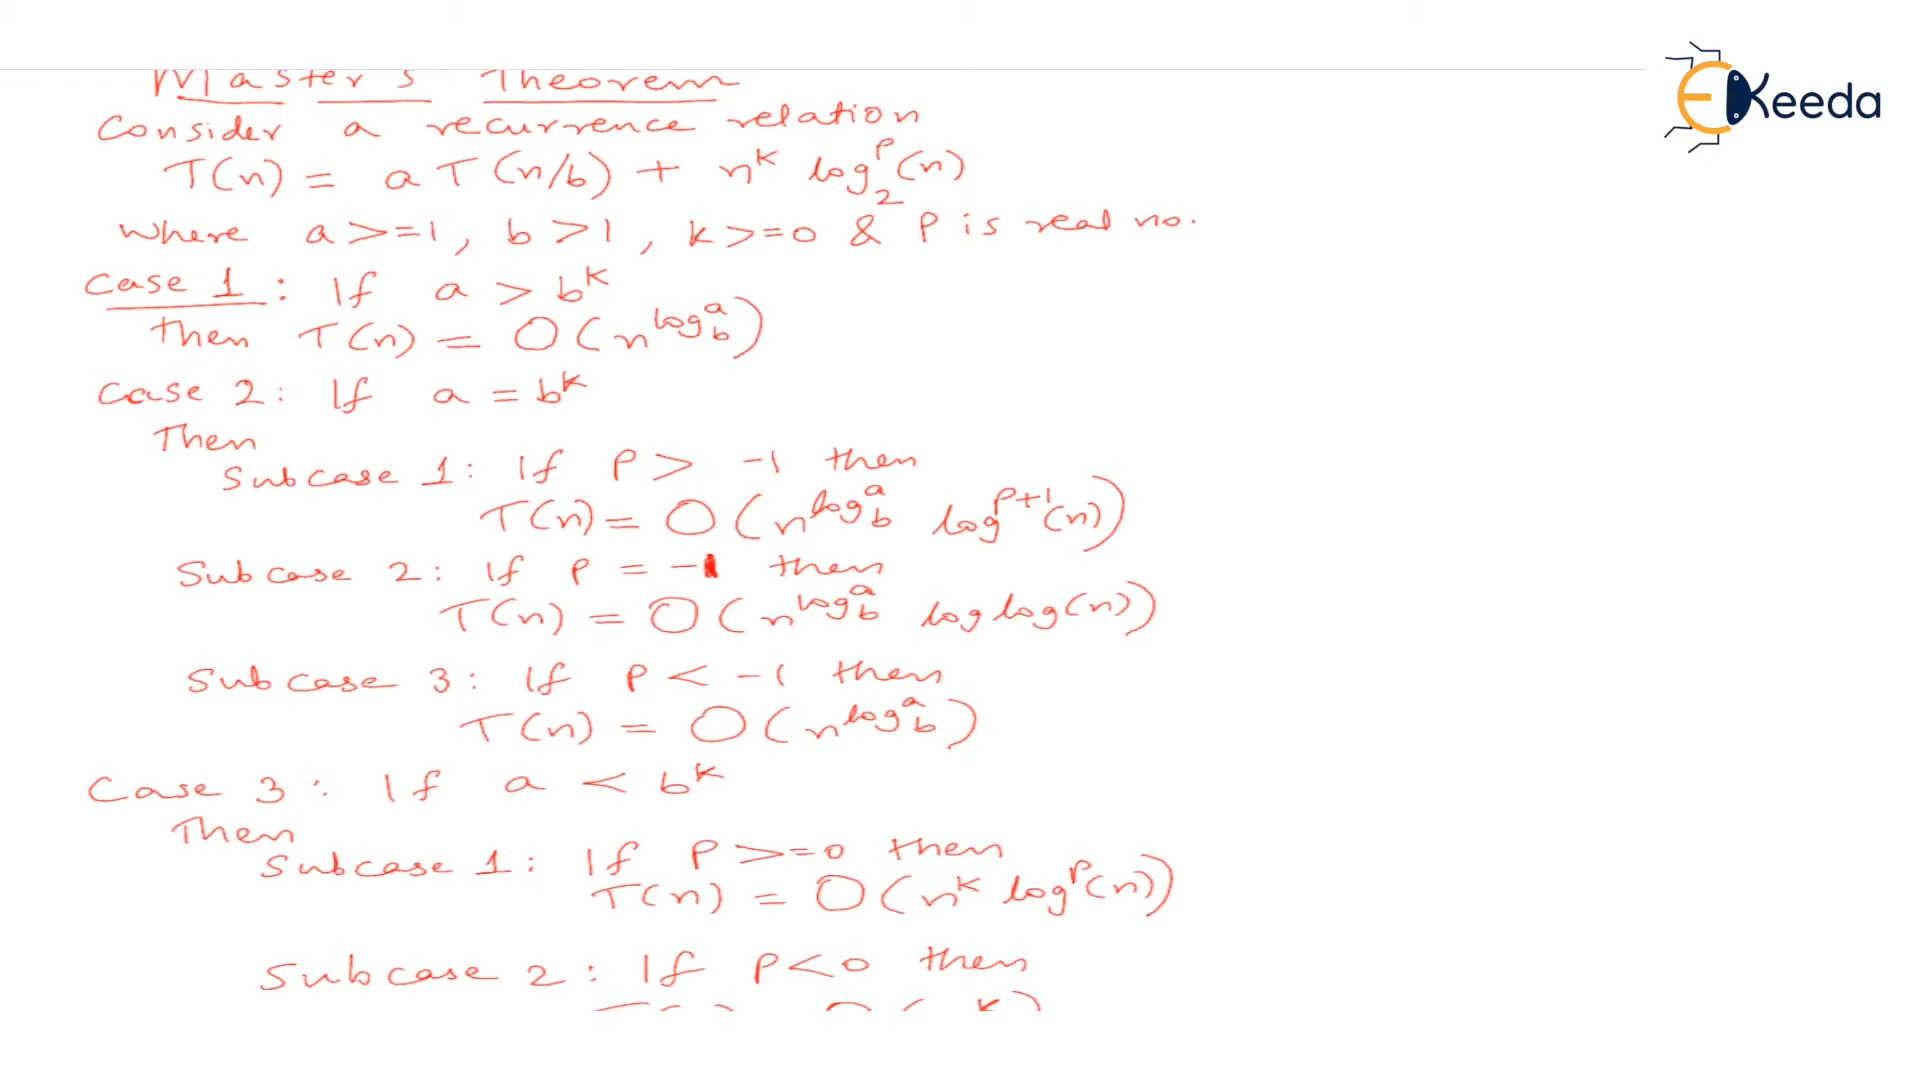 Master's Theorem
EKeeda
Consider a recurrence relation
T(n) = a T(n/b) + n^k log_2^P(n)
where a >= 1, b > 1, k >= 0 & P is real no.
Case 1: If a > b^k
then T(n) = O(n^log_b^a)
Case 2: If a = b^k
Then
Subcase 1: If P > -1 then
T(n) = O(n^log_b^a log^P+1(n))
Subcase 2: If P = -1 then
T(n) = O(n^log_b^a log log(n))
Subcase 3: If P < -1 then
T(n) = O(n^log_b^a)
Case 3: If a < b^k
Then
Subcase 1: If P >= 0 then
T(n) = O(n^k log^P(n))
Subcase 2: If P < 0 then